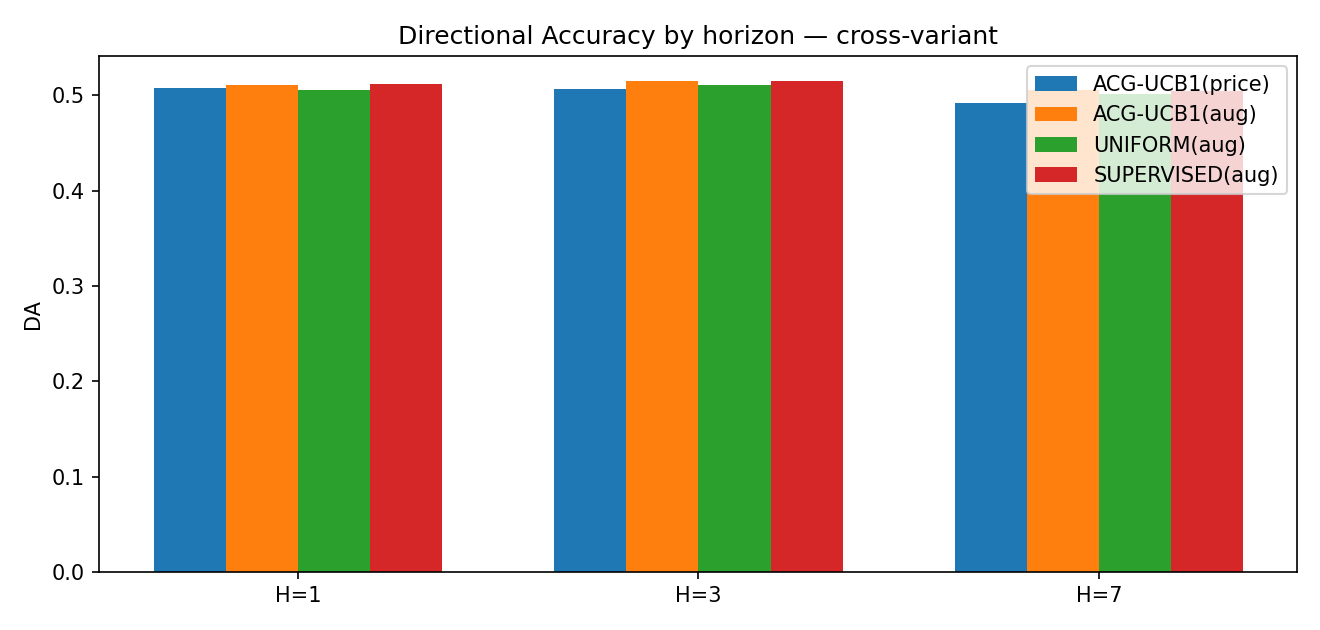 Directional Accuracy by horizon — cross-variant
ACG-UCB1(price)
ACG-UCB1(aug)
UNIFORM(aug)
SUPERVISED(aug)
DA
0.5
0.4
0.3
0.2
0.1
0.0
H=1
H=3
H=7